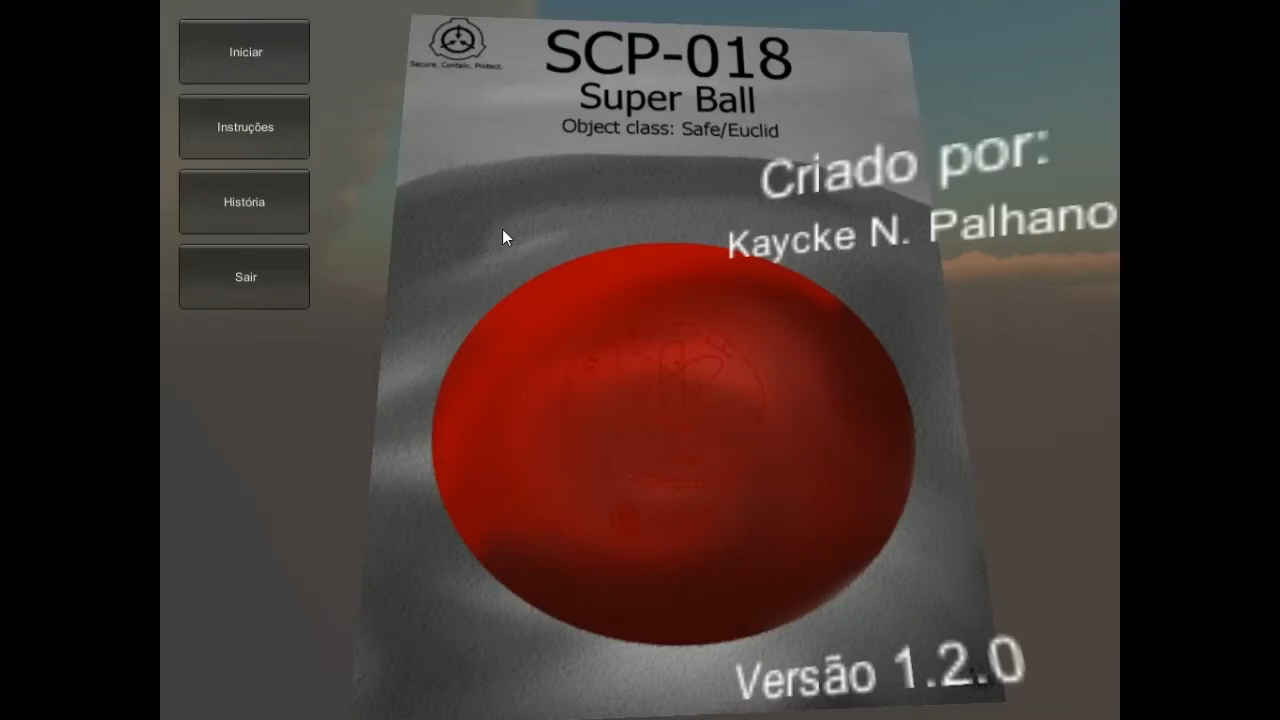 Iniciar
Instruções
História
Sair
Secure. Contain. Protect.
SCP-018
Super Ball
Object class: Safe/Euclid
Criado por:
Kaycke N. Palhano
Versão 1.2.0